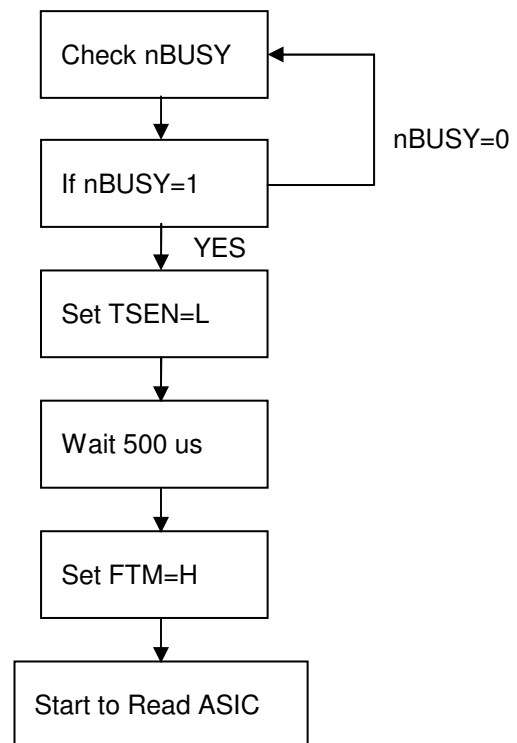 Check nBUSY
nBUSY=0
If nBUSY=1
YES
Set TSEN=L
Wait 500 us
Set FTM=H
Start to Read ASIC